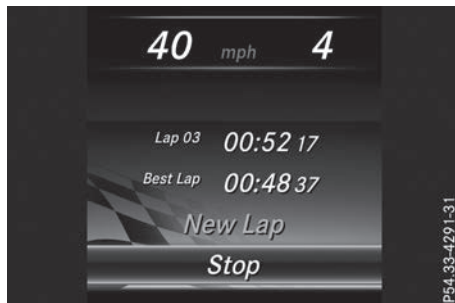 40 mph 4
Lap 03 00:52 17
Best Lap 00:48 37
New Lap
Stop
P54.33-4291-31